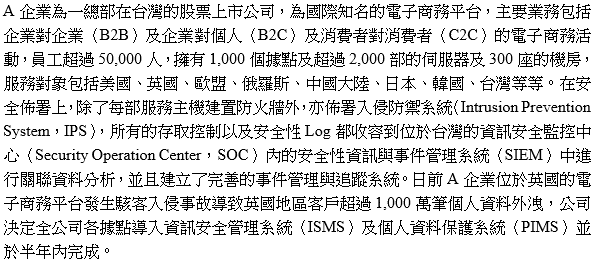 A 企業為一總部在台灣的股票上市公司，為國際知名的電子商務平台，主要業務包括
企業對企業（B2B）及企業對個人（B2C）及消費者對消費者（C2C）的電子商務活
動，員工超過 50,000 人，擁有 1,000 個據點及超過 2,000 部的伺服器及 300 座的機房，
服務對象包括美國、英國、歐盟、俄羅斯、中國大陸、日本、韓國、台灣等等。在安
全佈署上，除了每部服務主機建置防火牆外，亦佈署入侵防禦系統（Intrusion Prevention
System，IPS），所有的存取控制以及安全性 Log 都收容到位於台灣的資訊安全監控中
心（Security Operation Center，SOC）內的安全性資訊與事件管理系統（SIEM）中進
行關聯資料分析，並且建立了完善的事件管理與追蹤系統。日前 A 企業位於英國的電
子商務平台發生駭客入侵事故導致英國地區客戶超過 1,000 萬筆個人資料外洩，公司
決定全公司各據點導入資訊安全管理系統（ISMS）及個人資料保護系統（PIMS）並
於半年內完成。